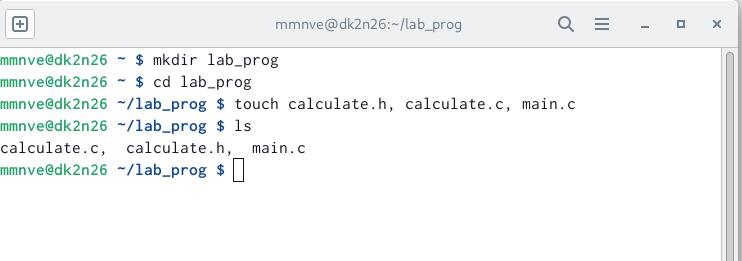 mmnve@dk2n26:~/lab_prog
mmnve@dk2n26 ~ $ mkdir lab_prog
mmnve@dk2n26 ~ $ cd lab_prog
mmnve@dk2n26 ~/lab_prog $ touch calculate.h, calculate.c, main.c
mmnve@dk2n26 ~/lab_prog $ ls
calculate.c,  calculate.h,  main.c
mmnve@dk2n26 ~/lab_prog $